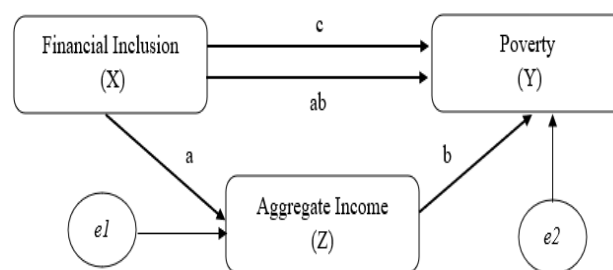 Financial Inclusion
(X)
c
Poverty
(Y)
ab
a
b
Aggregate Income
(Z)
e1
e2